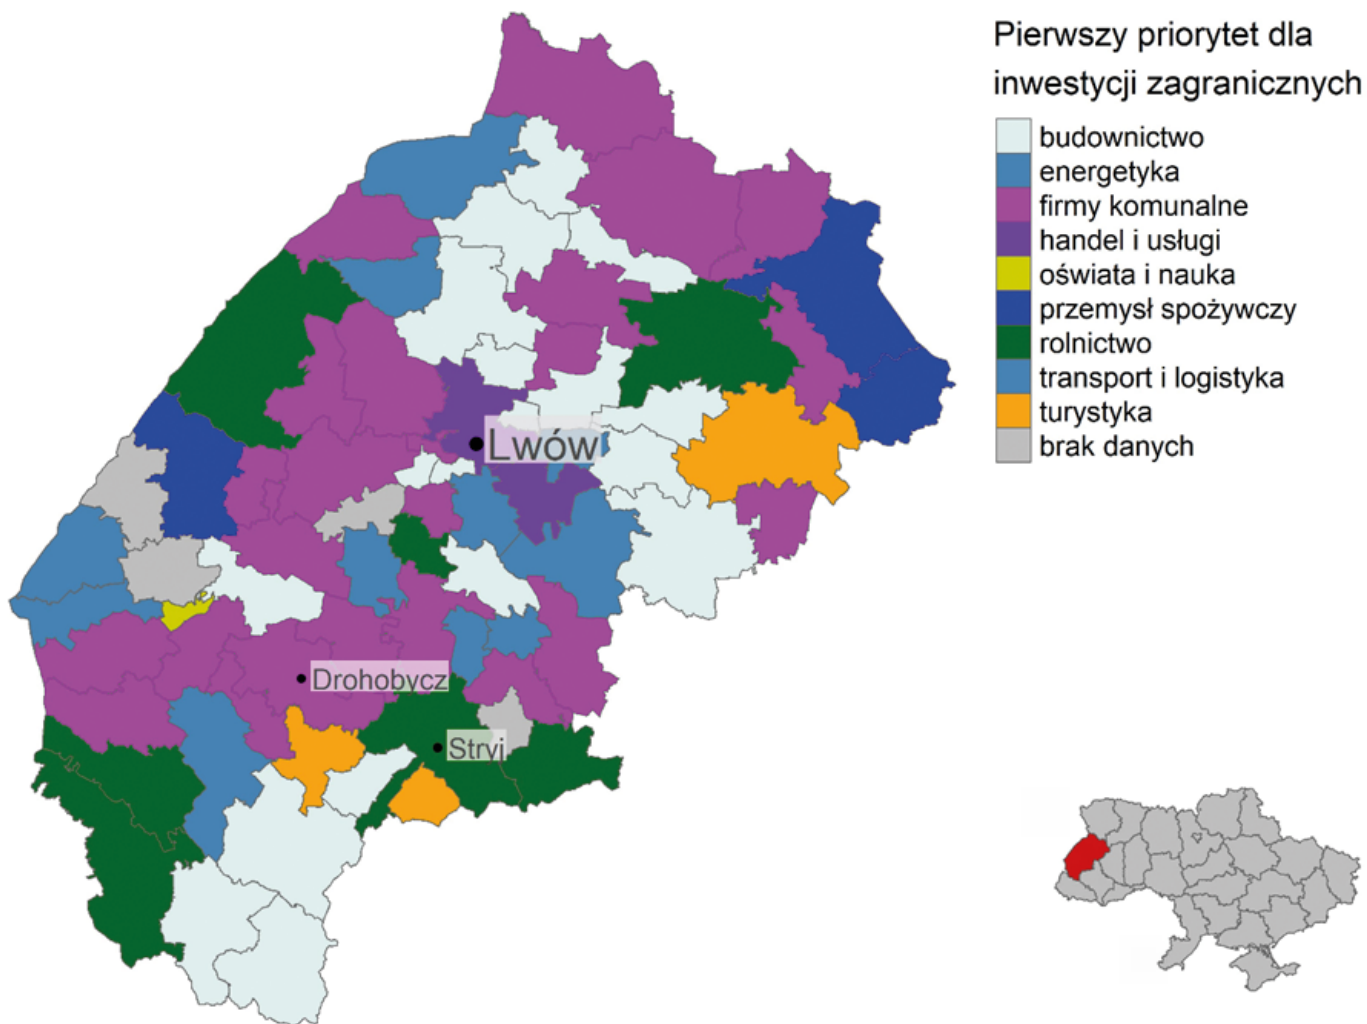 Pierwszy priorytet dla
inwestycji zagranicznych
budownictwo
energetyka
firmy komunalne
handel i usługi
oświata i nauka
przemysł spożywczy
rolnictwo
transport i logistyka
turystyka
brak danych
Lwów
Drohobycz
Stryj